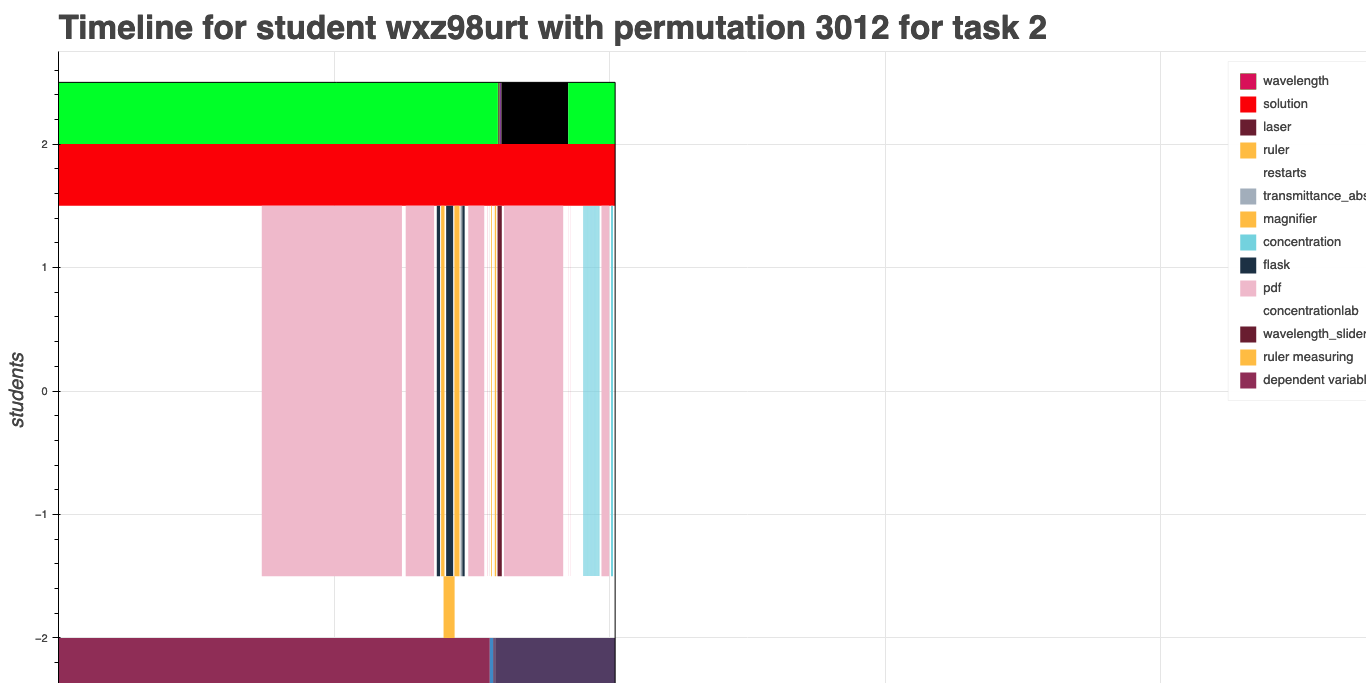 Timeline for student wxz98urt with permutation 3012 for task 2
students
2
1
0
−1
−2
wavelength
solution
laser
ruler
restarts
transmittance_abs
magnifier
concentration
flask
pdf
concentrationlab
wavelength_slider
ruler measuring
dependent variabl